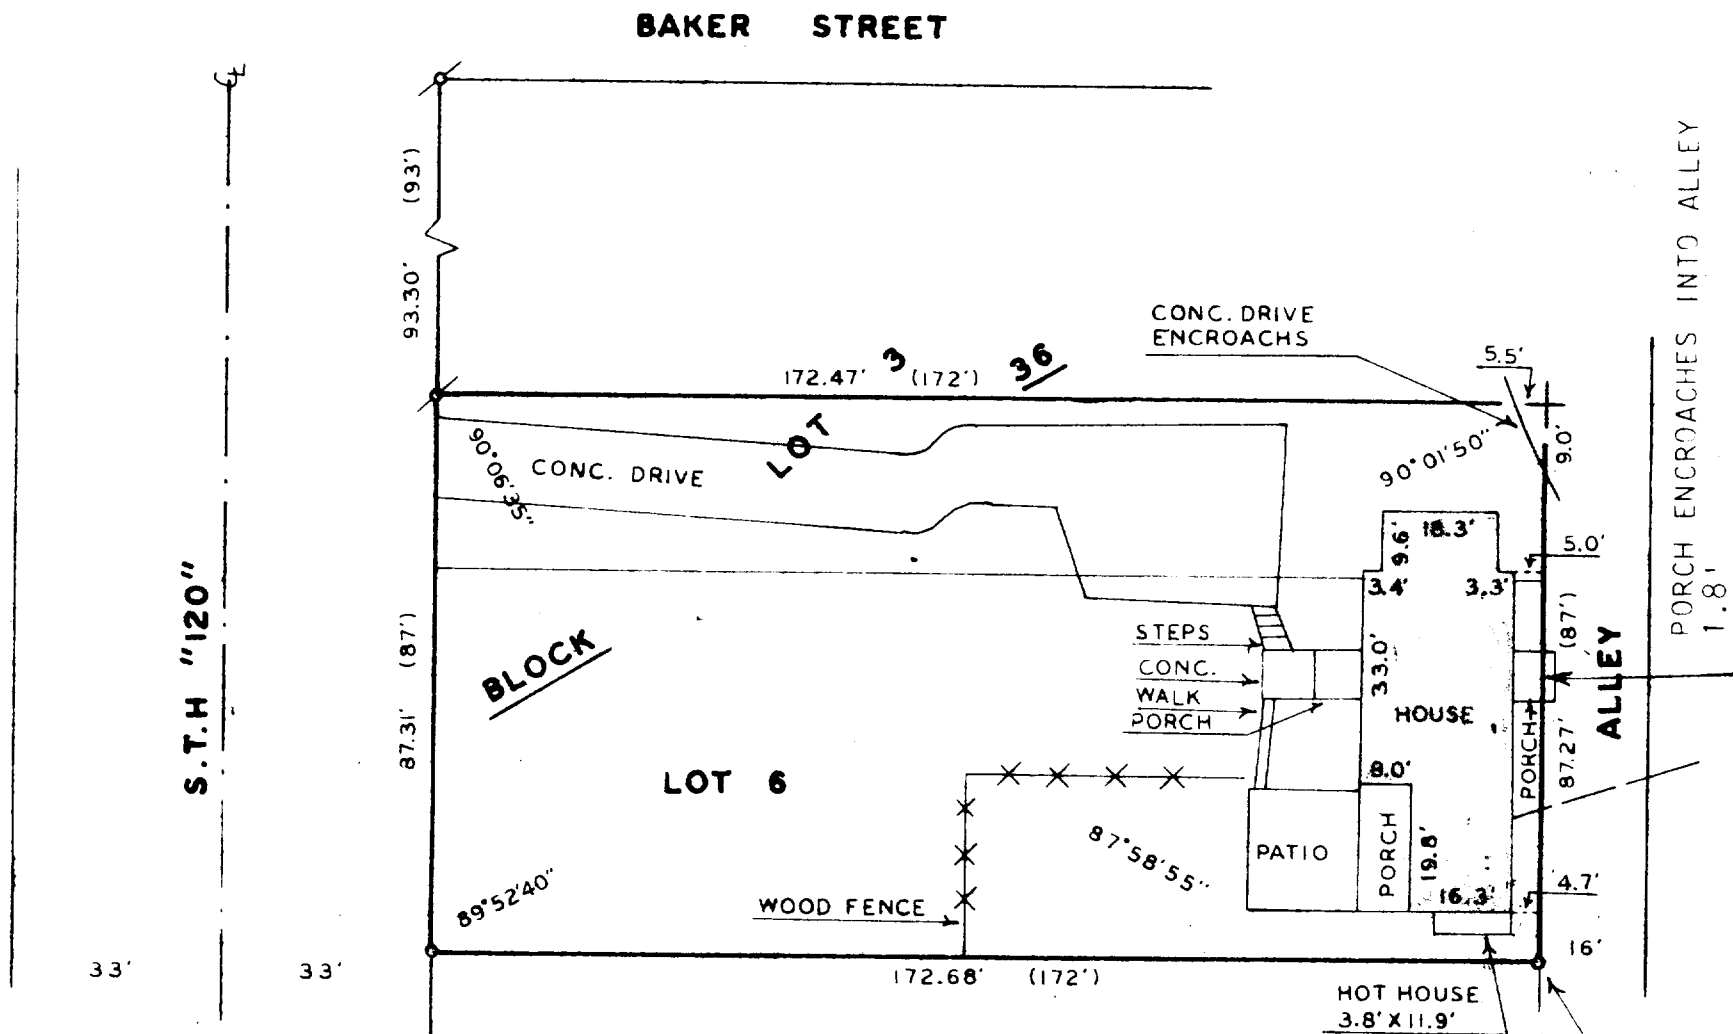 BAKER STREET
℄
(93')
93.30'
CONC. DRIVE
ENCROACHS
5.5'
172.47' 3 (172') 36
LOT
90°06'35"
CONC. DRIVE
90°01'50"
9.0'
PORCH ENCROACHES INTO ALLEY
1.8'
18.3'
9.6'
5.0'
3.4'
3.3'
S.T.H "120"
(87')
87.31'
BLOCK
STEPS
CONC.
WALK
PORCH
33.0'
HOUSE
(87')
87.27'
ALLEY
PORCH
LOT 6
8.0'
87°58'55"
PATIO
PORCH
19.8'
16.3'
4.7'
89°52'40"
WOOD FENCE
33'
33'
172.68' (172')
16'
HOT HOUSE
3.8' X 11.9'